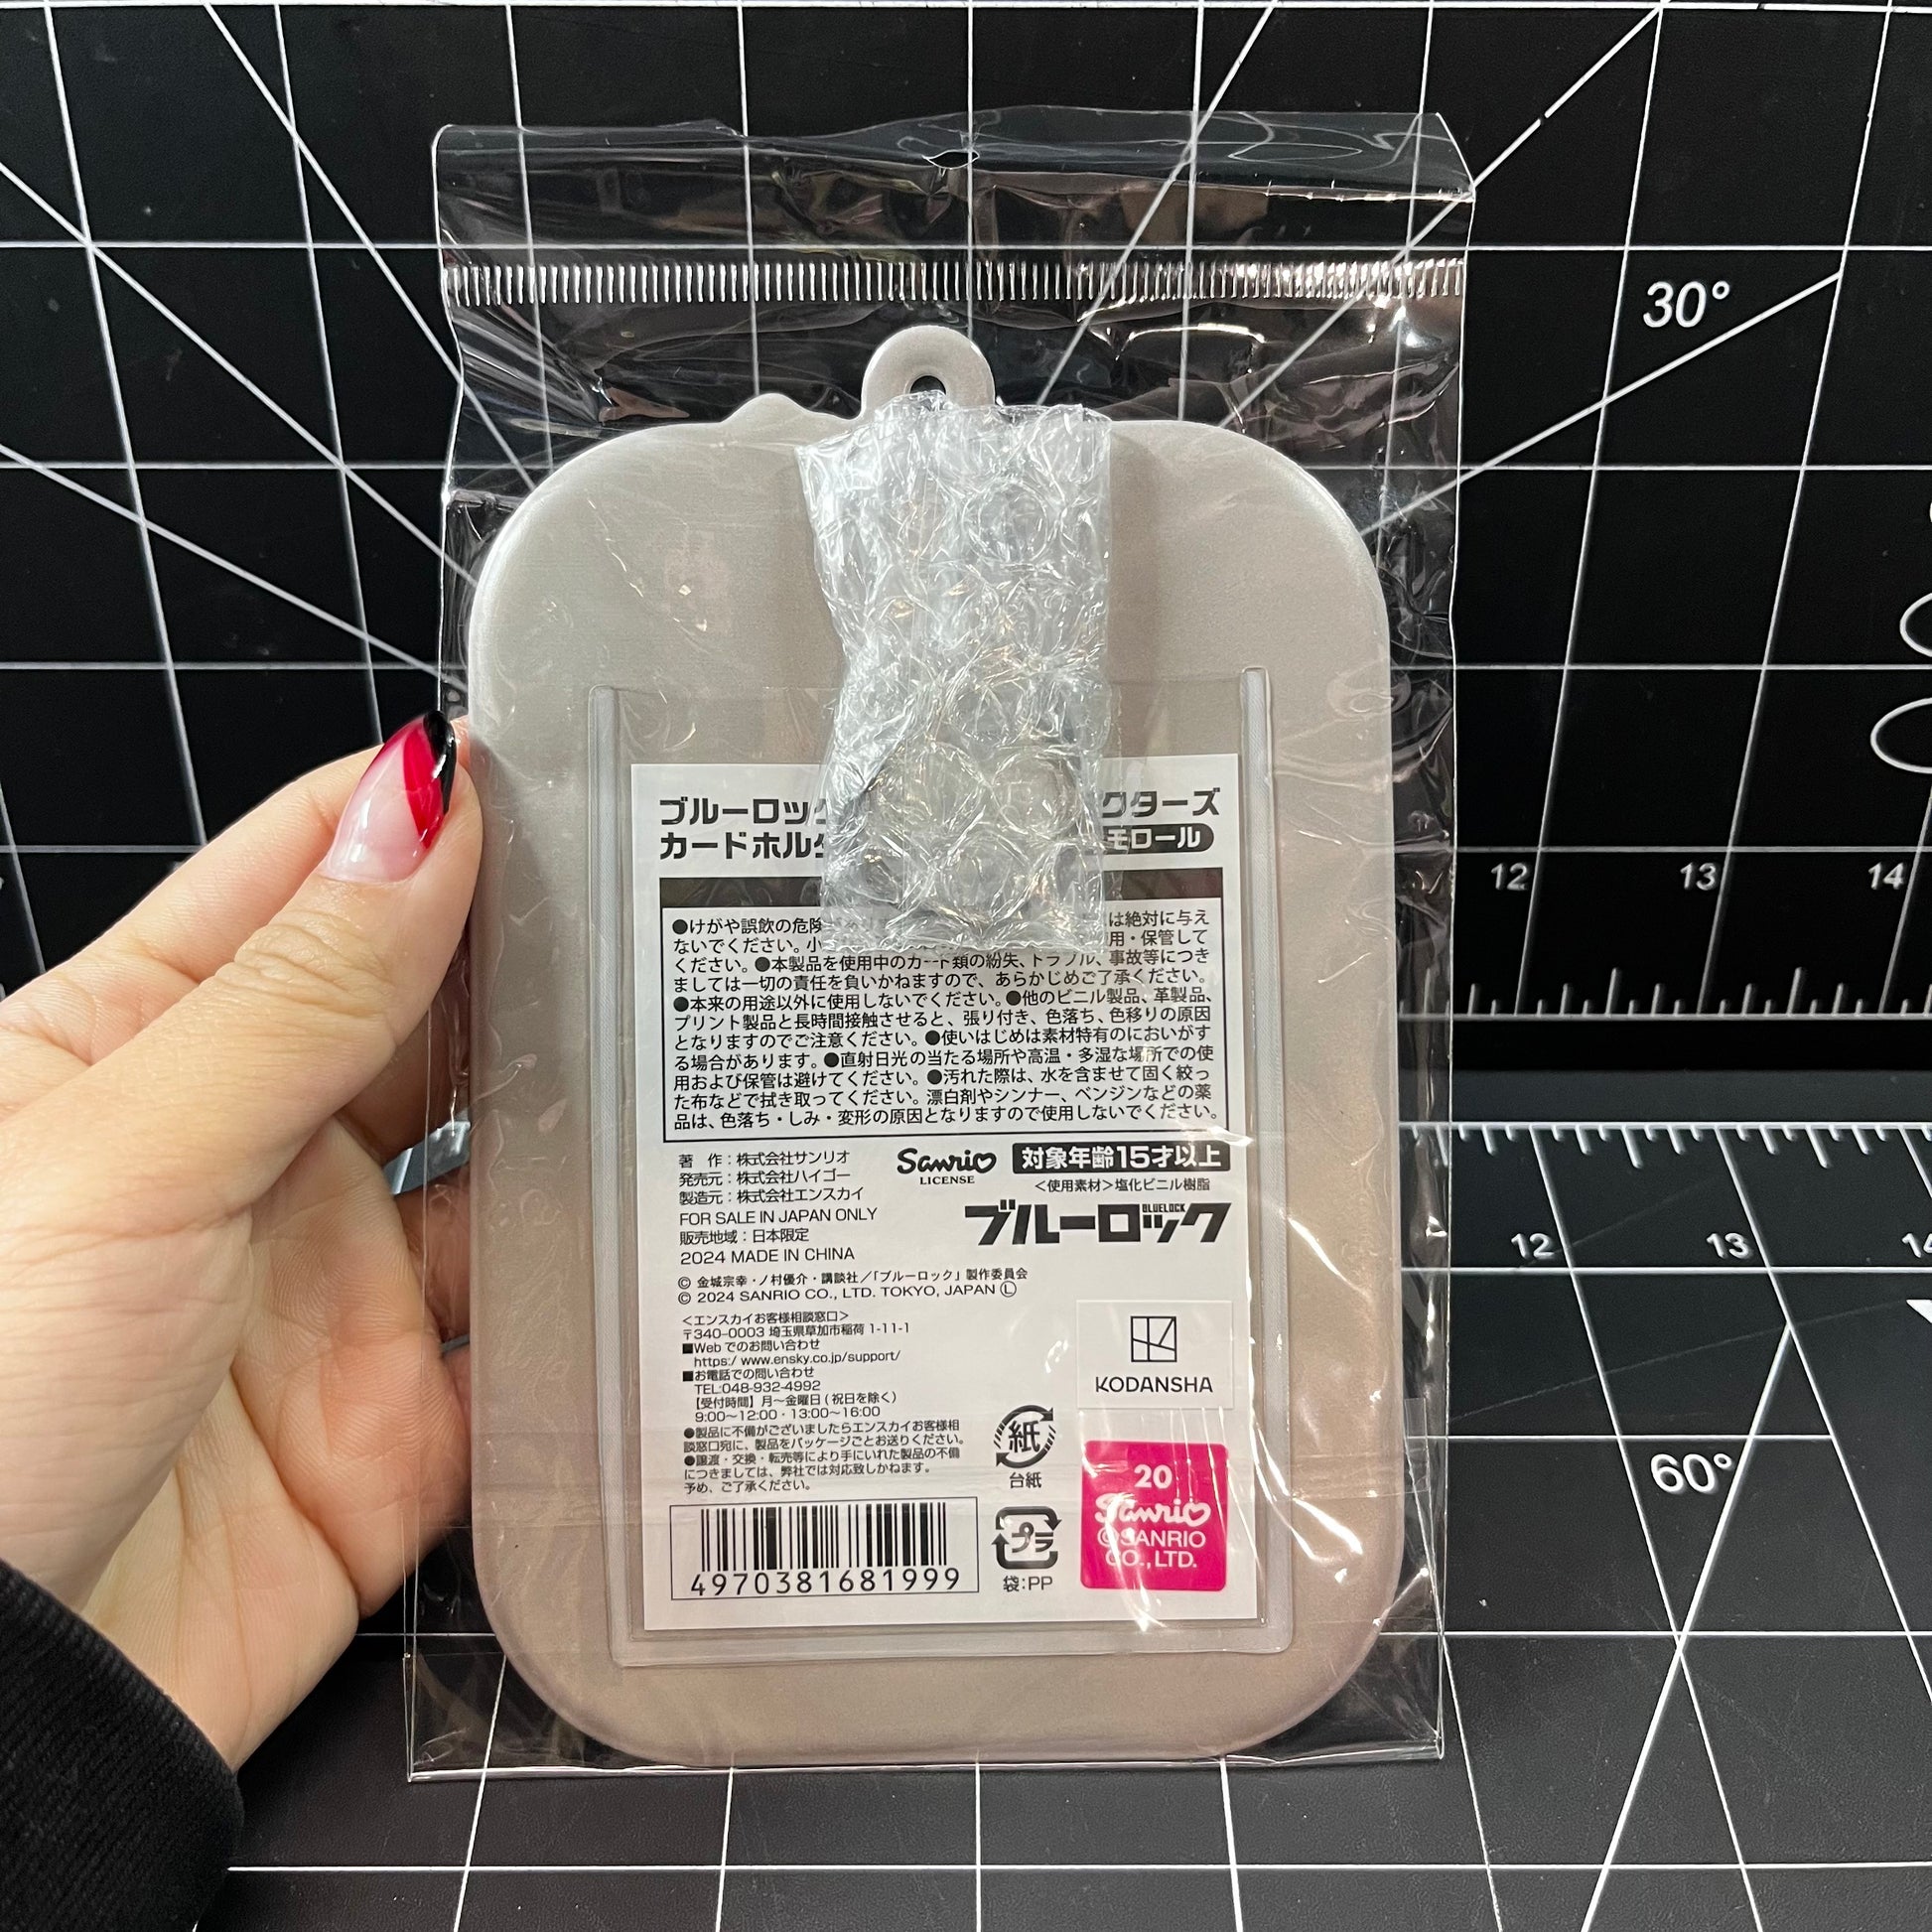 30°
ブルーロッ クターズ
カードホル モロール
●けがや誤飲の危険 は絶対に与え
ないでください。小 用・保管して
ください。●本製品を使用中のカード類の紛失、トラブル、事故等につき
ましては一切の責任を負いかねますので、あらかじめご了承ください。
●本来の用途以外に使用しないでください。●他のビニル製品、革製品、
プリント製品と長時間接触させると、張り付き、色落ち、色移りの原因
となりますのでご注意ください。●使いはじめは素材特有のにおいがす
る場合があります。●直射日光の当たる場所や高温・多湿な場所での使
用および保管は避けてください。●汚れた際は、水を含ませて固く絞っ
た布などで拭き取ってください。漂白剤やシンナー、ベンジンなどの薬
品は、色落ち・しみ・変形の原因となりますので使用しないでください。
著 作：株式会社サンリオ
発売元：株式会社ハイゴー
製造元：株式会社エンスカイ
FOR SALE IN JAPAN ONLY
販売地域：日本限定
2024 MADE IN CHINA
Sanrio
LICENSE
対象年齢15才以上
＜使用素材＞塩化ビニル樹脂
ブルーロック
BLUELOCK
© 金城宗幸・ノ村優介・講談社／「ブルーロック」製作委員会
© 2024 SANRIO CO., LTD. TOKYO, JAPAN Ⓛ
＜エンスカイお客様相談窓口＞
〒340-0003 埼玉県草加市稲荷 1-11-1
■Web でのお問い合わせ
https:/ www.ensky.co.jp/support/
■お電話での問い合わせ
TEL:048-932-4992
【受付時間】月〜金曜日（祝日を除く）
9:00〜12:00・13:00〜16:00
●製品に不備がございましたらエンスカイお客様相
談窓口宛に、製品をパッケージごとお送りください。
●譲渡・交換・転売等により手にいれた製品の不備
につきましては、弊社では対応致しかねます。
予め、ご了承ください。
4970381681999
紙
台紙
プラ
袋：PP
KODANSHA
20
Sanrio
©SANRIO
CO., LTD.
12 13 14
12 13
60°